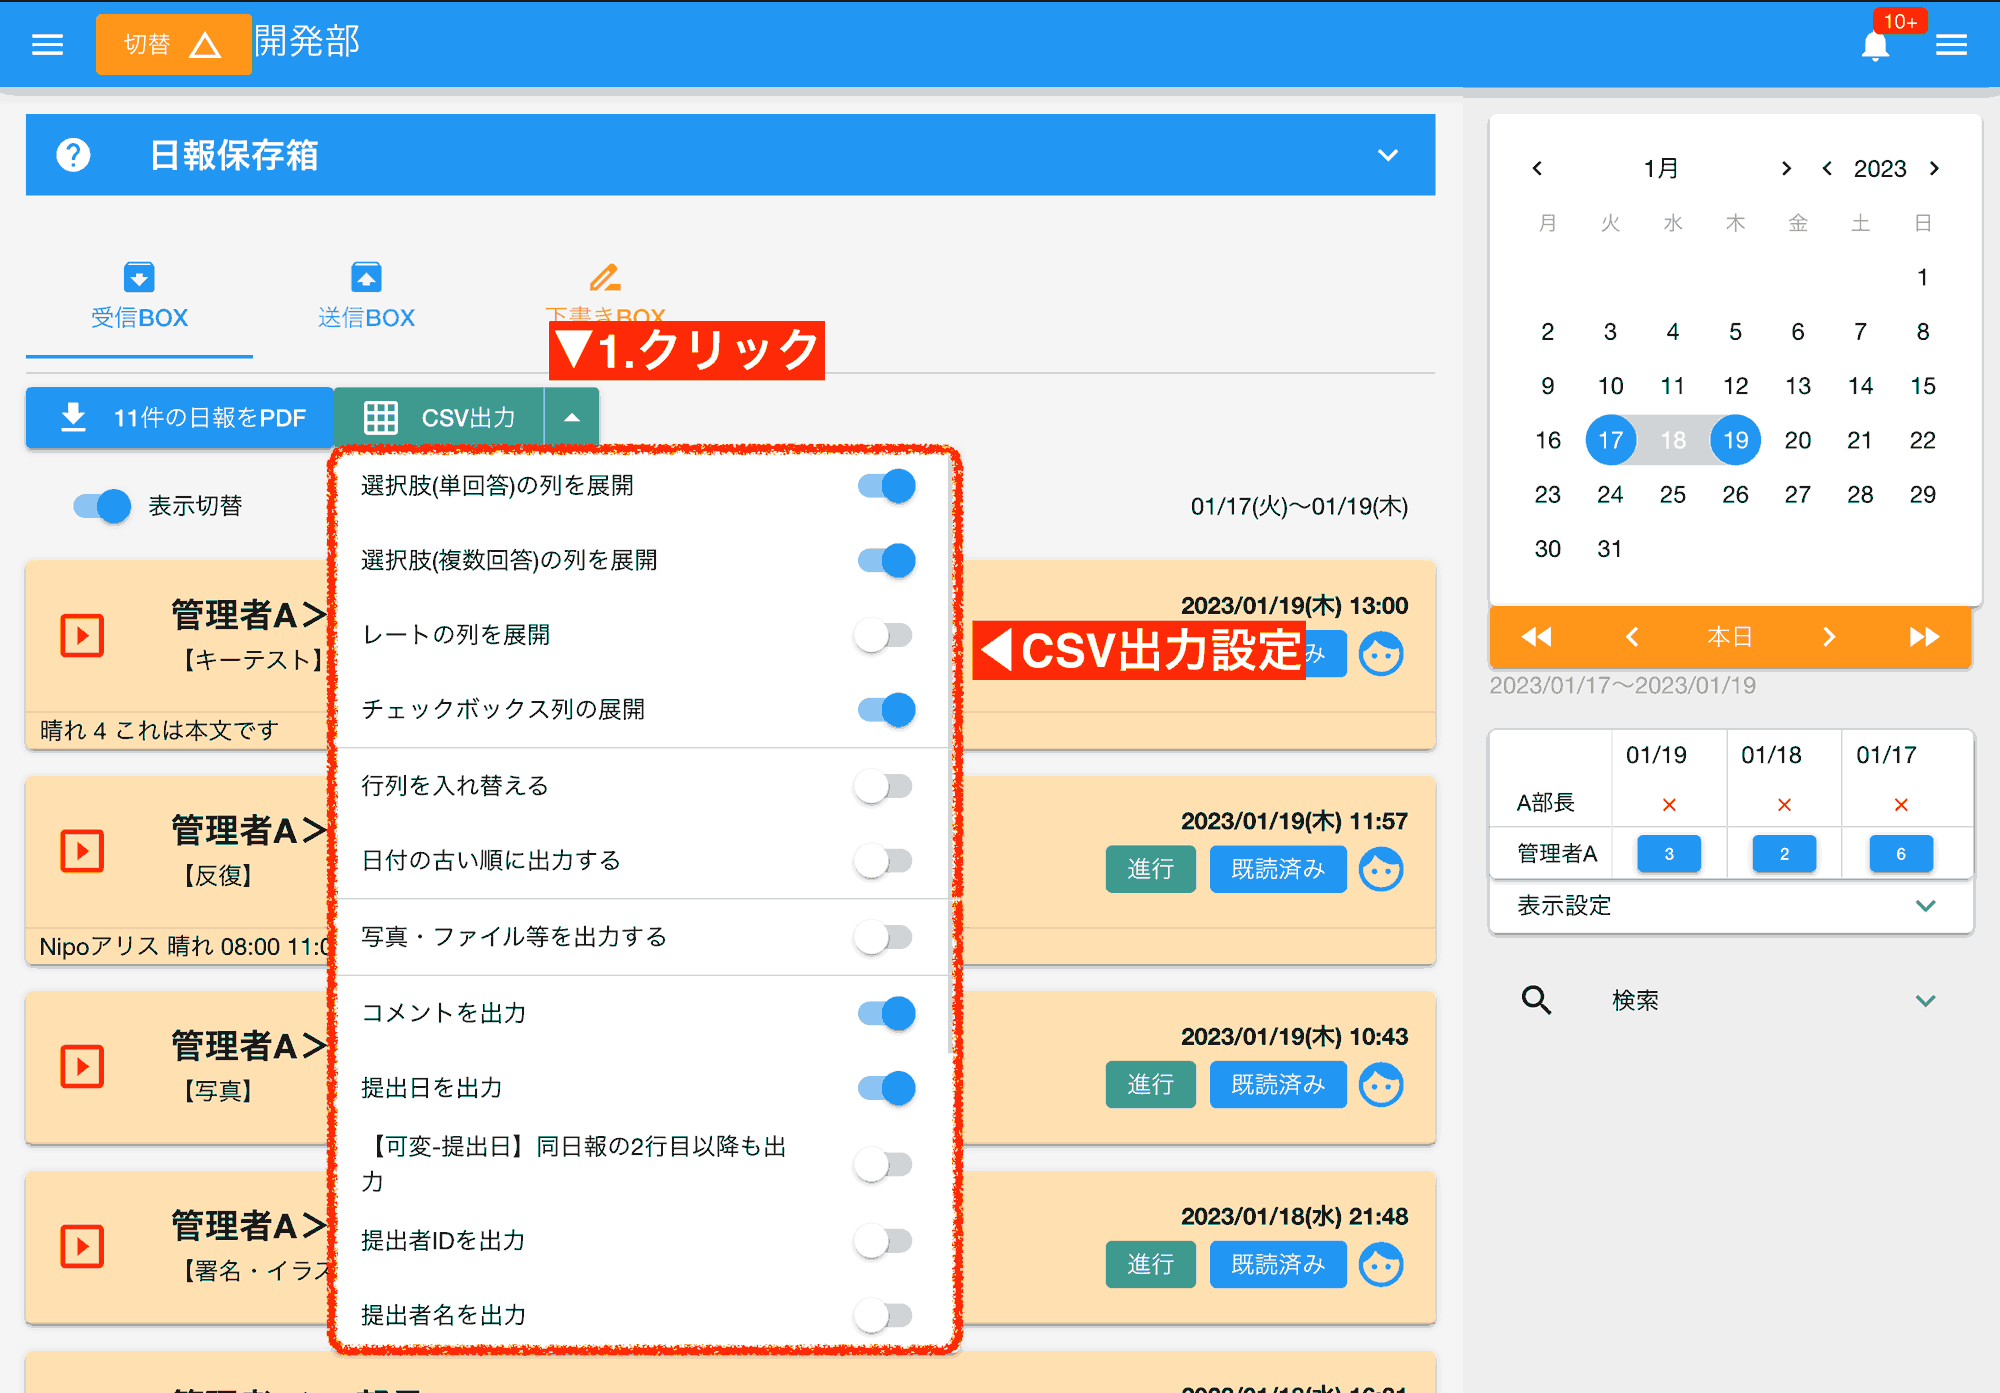 切替
開発部
10+
日報保存箱
受信BOX
送信BOX
下書きBOX
▼1.クリック
11件の日報をPDF
CSV出力
表示切替
01/17(火)〜01/19(木)
選択肢(単回答)の列を展開
選択肢(複数回答)の列を展開
レートの列を展開
チェックボックス列の展開
行列を入れ替える
日付の古い順に出力する
写真・ファイル等を出力する
コメントを出力
提出日を出力
【可変-提出日】同日報の2行目以降も出
力
提出者IDを出力
提出者名を出力
◀CSV出力設定
管理者A＞
【キーテスト】
2023/01/19(木) 13:00
み
晴れ 4 これは本文です
管理者A＞
【反復】
2023/01/19(木) 11:57
進行
既読済み
Nipoアリス 晴れ 08:00 11:0
管理者A＞
【写真】
2023/01/19(木) 10:43
進行
既読済み
管理者A＞
【署名・イラス
2023/01/18(水) 21:48
進行
既読済み
1月
2023
月 火 水 木 金 土 日
1
2 3 4 5 6 7 8
9 10 11 12 13 14 15
16 17 18 19 20 21 22
23 24 25 26 27 28 29
30 31
本日
2023/01/17〜2023/01/19
01/19 01/18 01/17
A部長 × × ×
管理者A 3 2 6
表示設定
検索